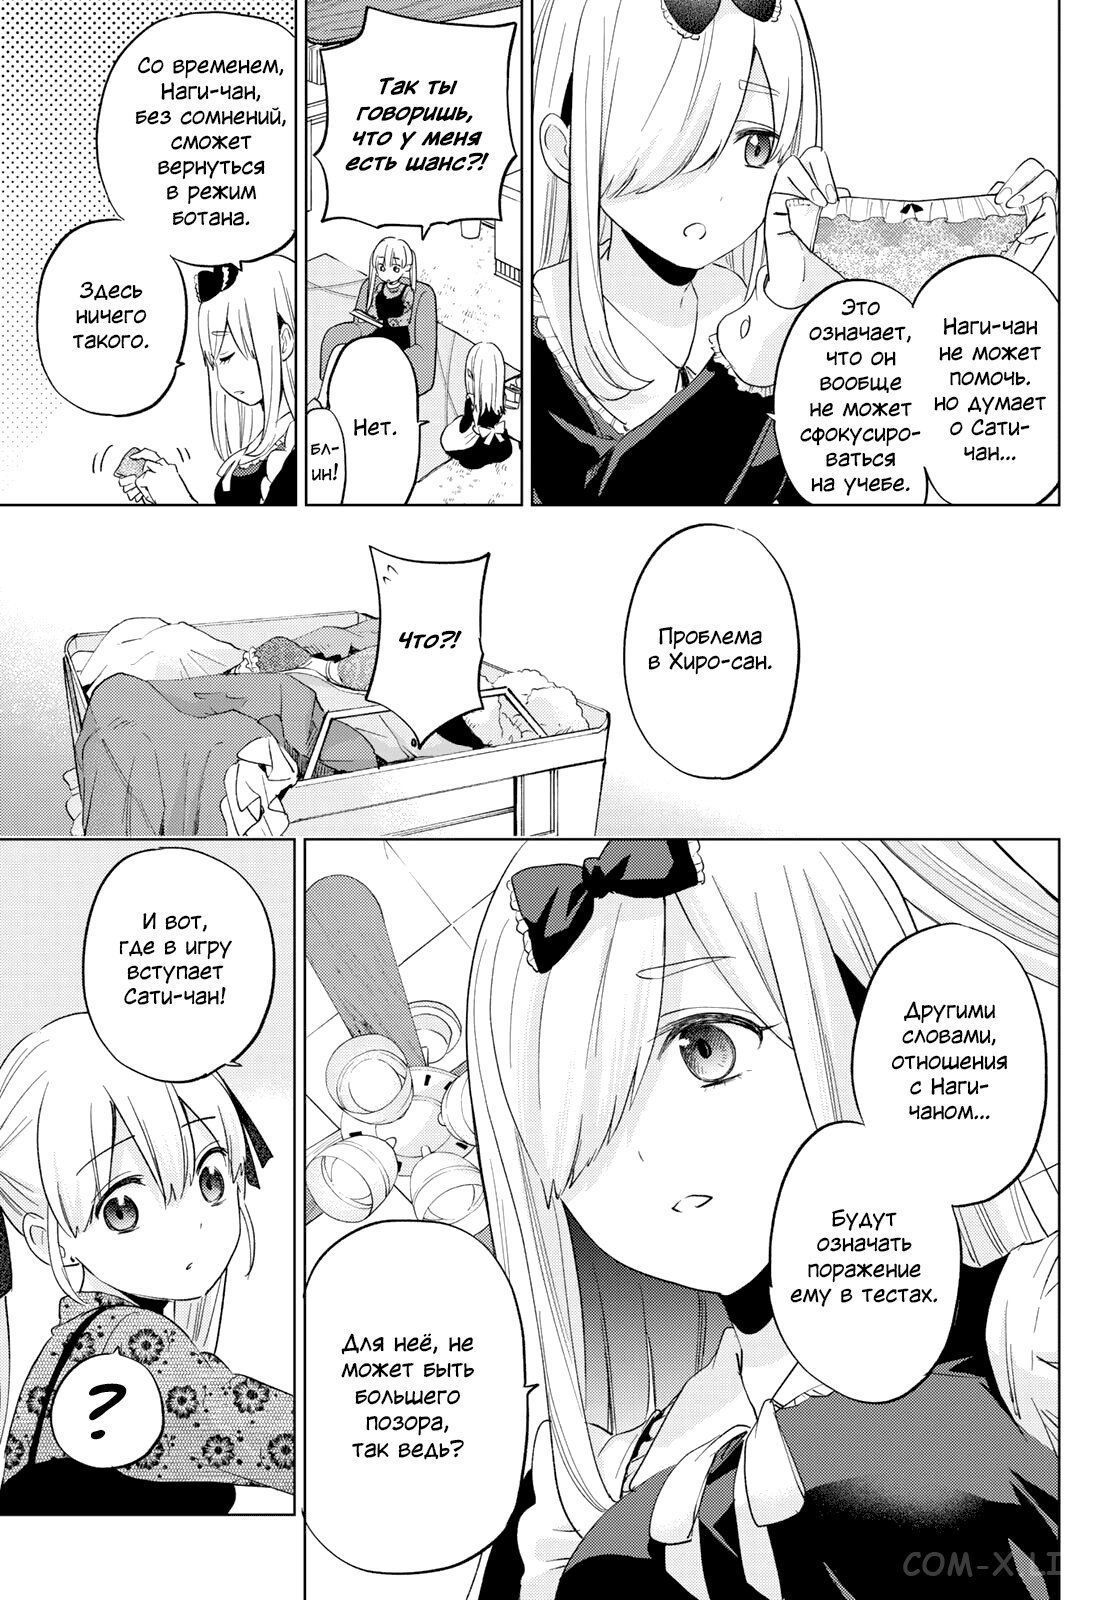 Наги-чан
не может
помочь.
но думает
о Сати-
чан...
Это
означает,
что он
вообще
не может
сфокусиро-
ваться
на учебе.
Так ты
говоришь,
что у меня
есть шанс?!
Нет.
БЛ-
ИН!
Со временем,
Наги-чан,
без сомнений,
сможет
вернуться
в режим
ботана.
Здесь
ничего
такого.
Проблема
в Хиро-сан.
Что?!
Другими
словами,
отношения
с Наги-
чаном...
Будут
означать
поражение
ему в тестах.
Для неё, не
может быть
большего
позора,
так ведь?
И вот,
где в игру
вступает
Сати-чан!
?
COM-X.LI